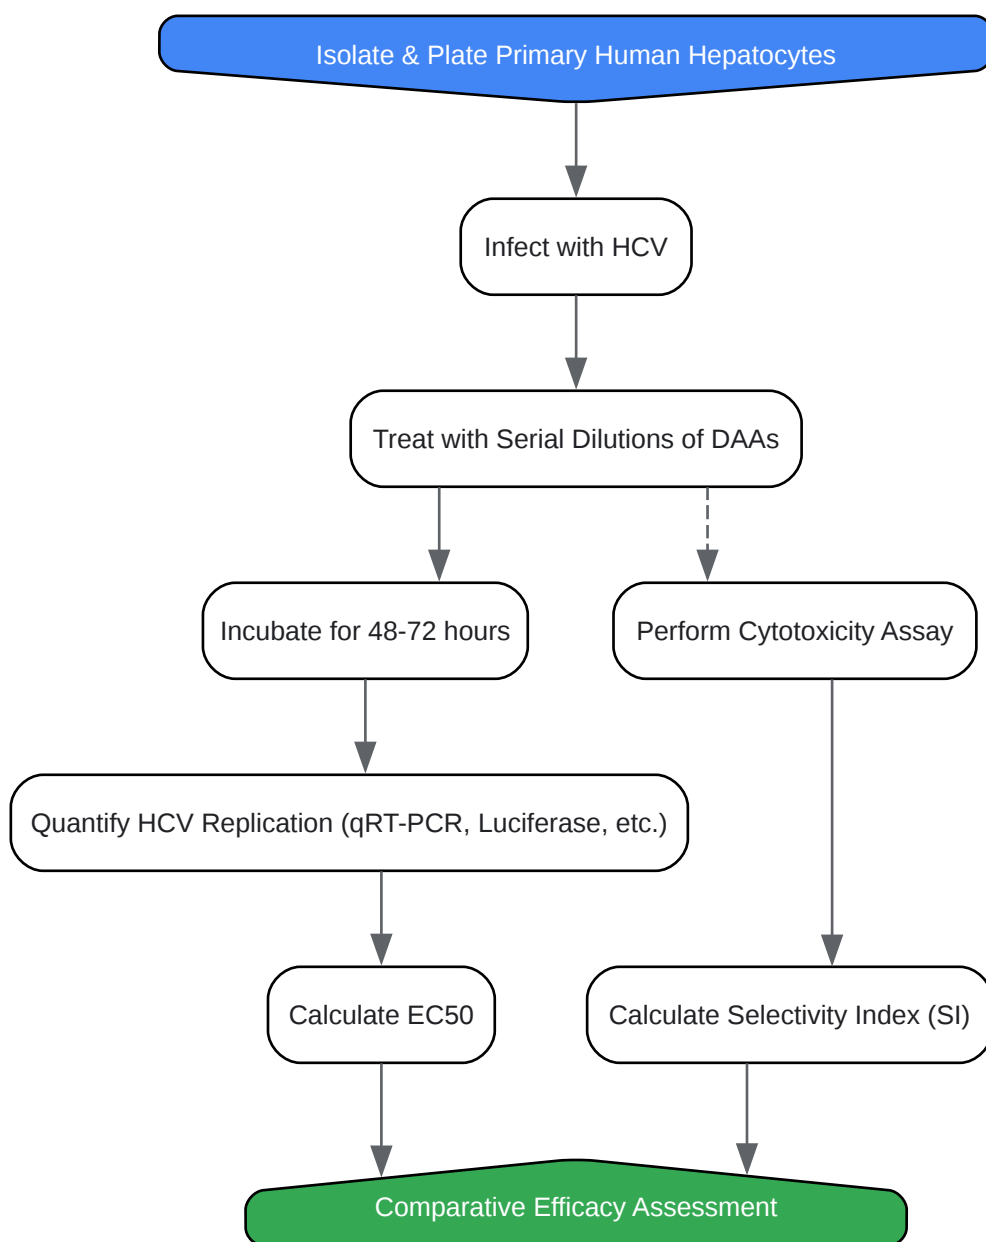 Isolate & Plate Primary Human Hepatocytes
Infect with HCV
Treat with Serial Dilutions of DAAs
Incubate for 48-72 hours
Perform Cytotoxicity Assay
Quantify HCV Replication (qRT-PCR, Luciferase, etc.)
Calculate EC50
Calculate Selectivity Index (SI)
Comparative Efficacy Assessment